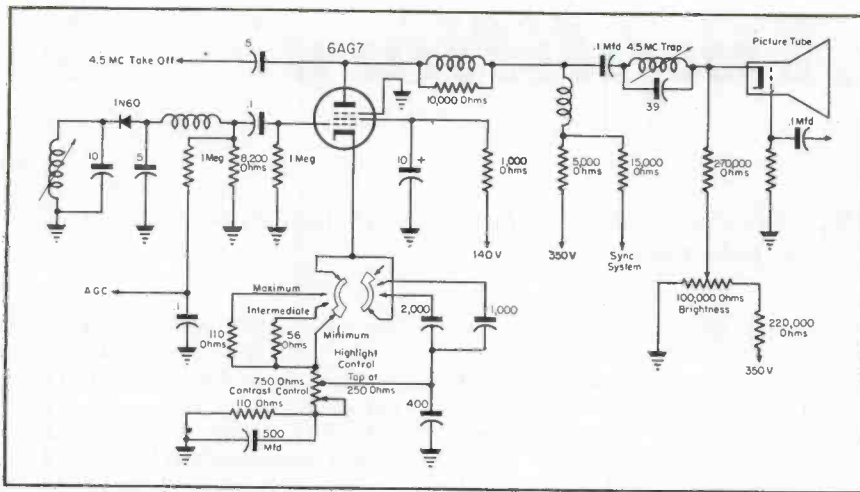 6AG7
.5
4.5 MC Take Off
.1 Mfd
4.5 MC Trap
Picture Tube
10,000 Ohms
39
1N60
.1
.1 Mfd
10
5
1 Meg
8,200
Ohms
1 Meg
10
+
1,000
Ohms
5,000
Ohms
15,000
Ohms
270,000
Ohms
140 V
350 V
Sync
System
Maximum
AGC
Intermediate
2,000
1,000
100,000 Ohms
Brightness
.1
110
Ohms
56
Ohms
Minimum
Highlight
Control
220,000
Ohms
750 Ohms
Contrast Control
Tap at
250 Ohms
350 V
110 Ohms
400
500
Mfd